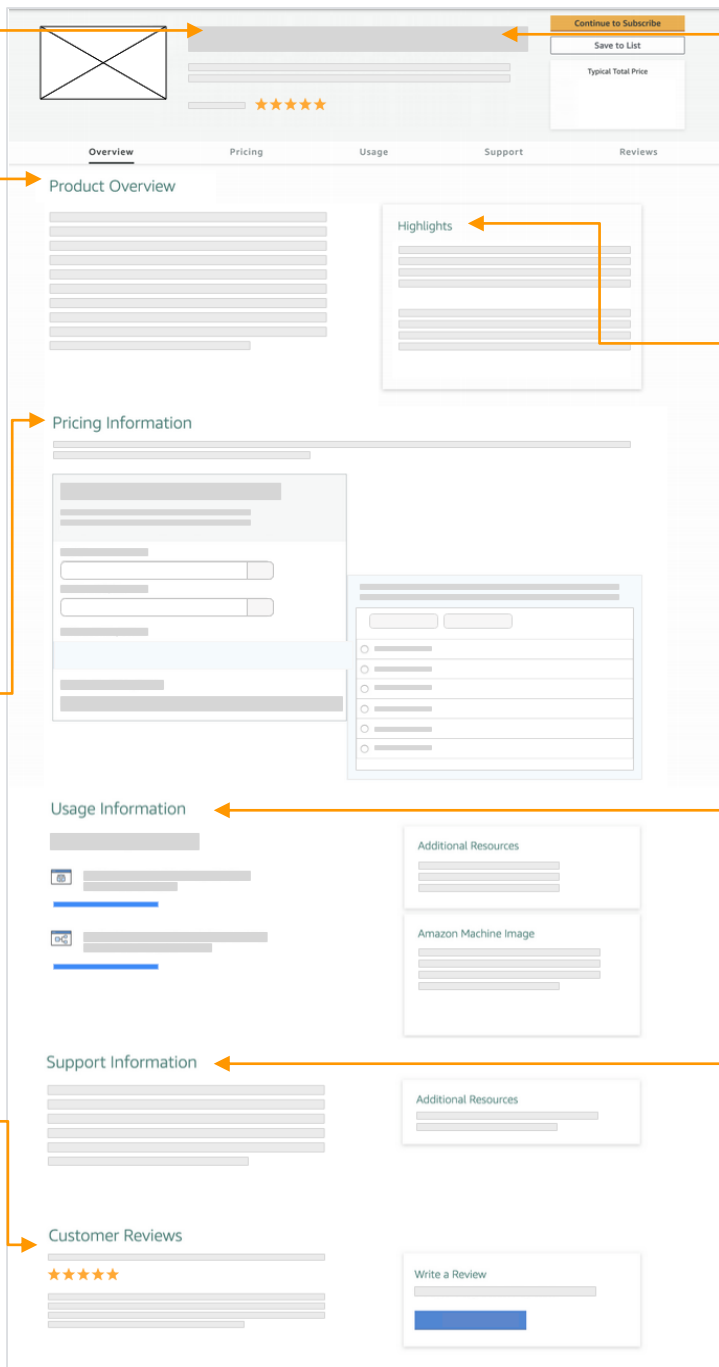 Continue to Subscribe
Save to List
Typical Total Price
Overview Pricing Usage Support Reviews
Product Overview
Highlights
Pricing Information
Usage Information
Additional Resources
Amazon Machine Image
Support Information
Additional Resources
Customer Reviews
Write a Review